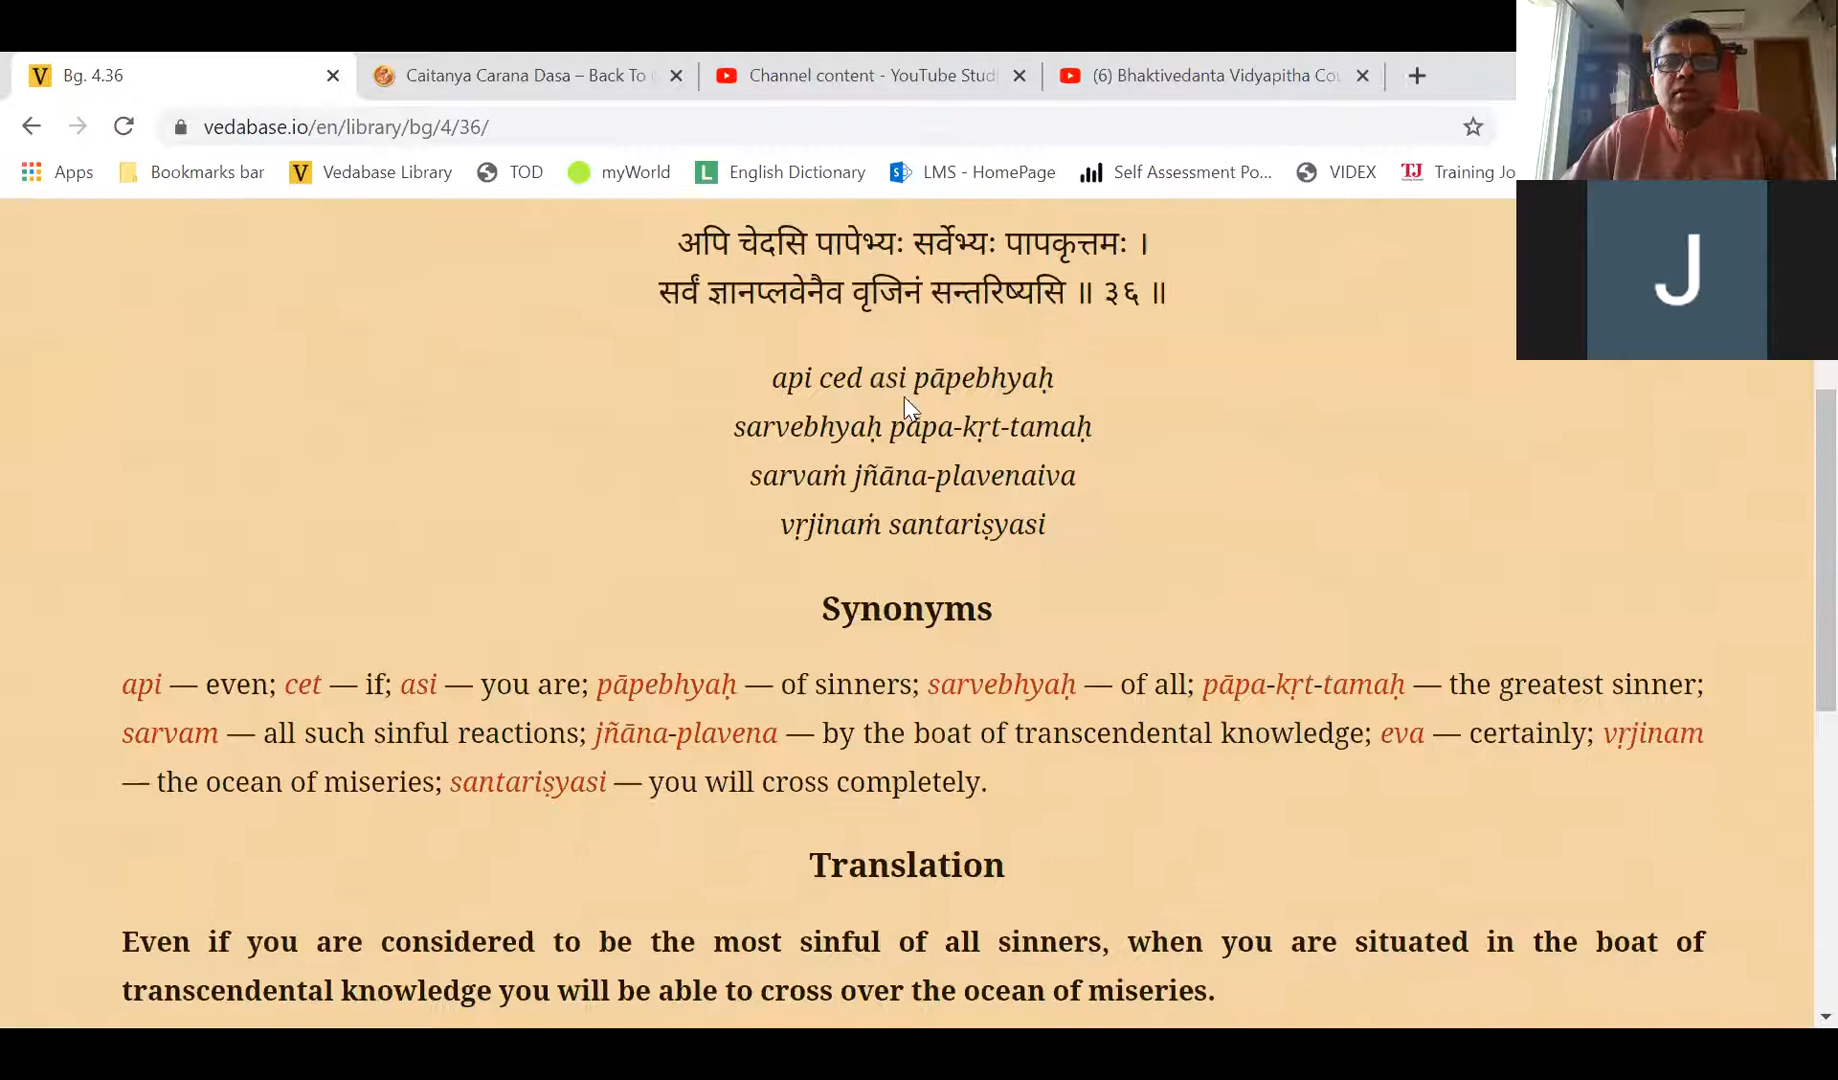 Bg. 4.36
Caitanya Carana Dasa – Back To
Channel content - YouTube Stud
(6) Bhaktivedanta Vidyapitha Cou
vedabase.io/en/library/bg/4/36/
Apps
Bookmarks bar
Vedabase Library
TOD
myWorld
English Dictionary
LMS - HomePage
Self Assessment Po...
VIDEX
Training Jo
J
अपि चेदसि पापेभ्यः सर्वेभ्यः पापकृत्तमः ।
सर्वं ज्ञानप्लवेनैव वृजिनं सन्तरिष्यसि ॥ ३६ ॥
api ced asi pāpebhyaḥ
sarvebhyaḥ pāpa-kṛt-tamaḥ
sarvaṁ jñāna-plavenaiva
vṛjinaṁ santariṣyasi
Synonyms
api — even; cet — if; asi — you are; pāpebhyaḥ — of sinners; sarvebhyaḥ — of all; pāpa-kṛt-tamaḥ — the greatest sinner;
sarvam — all such sinful reactions; jñāna-plavena — by the boat of transcendental knowledge; eva — certainly; vṛjinam
— the ocean of miseries; santariṣyasi — you will cross completely.
Translation
Even if you are considered to be the most sinful of all sinners, when you are situated in the boat of
transcendental knowledge you will be able to cross over the ocean of miseries.